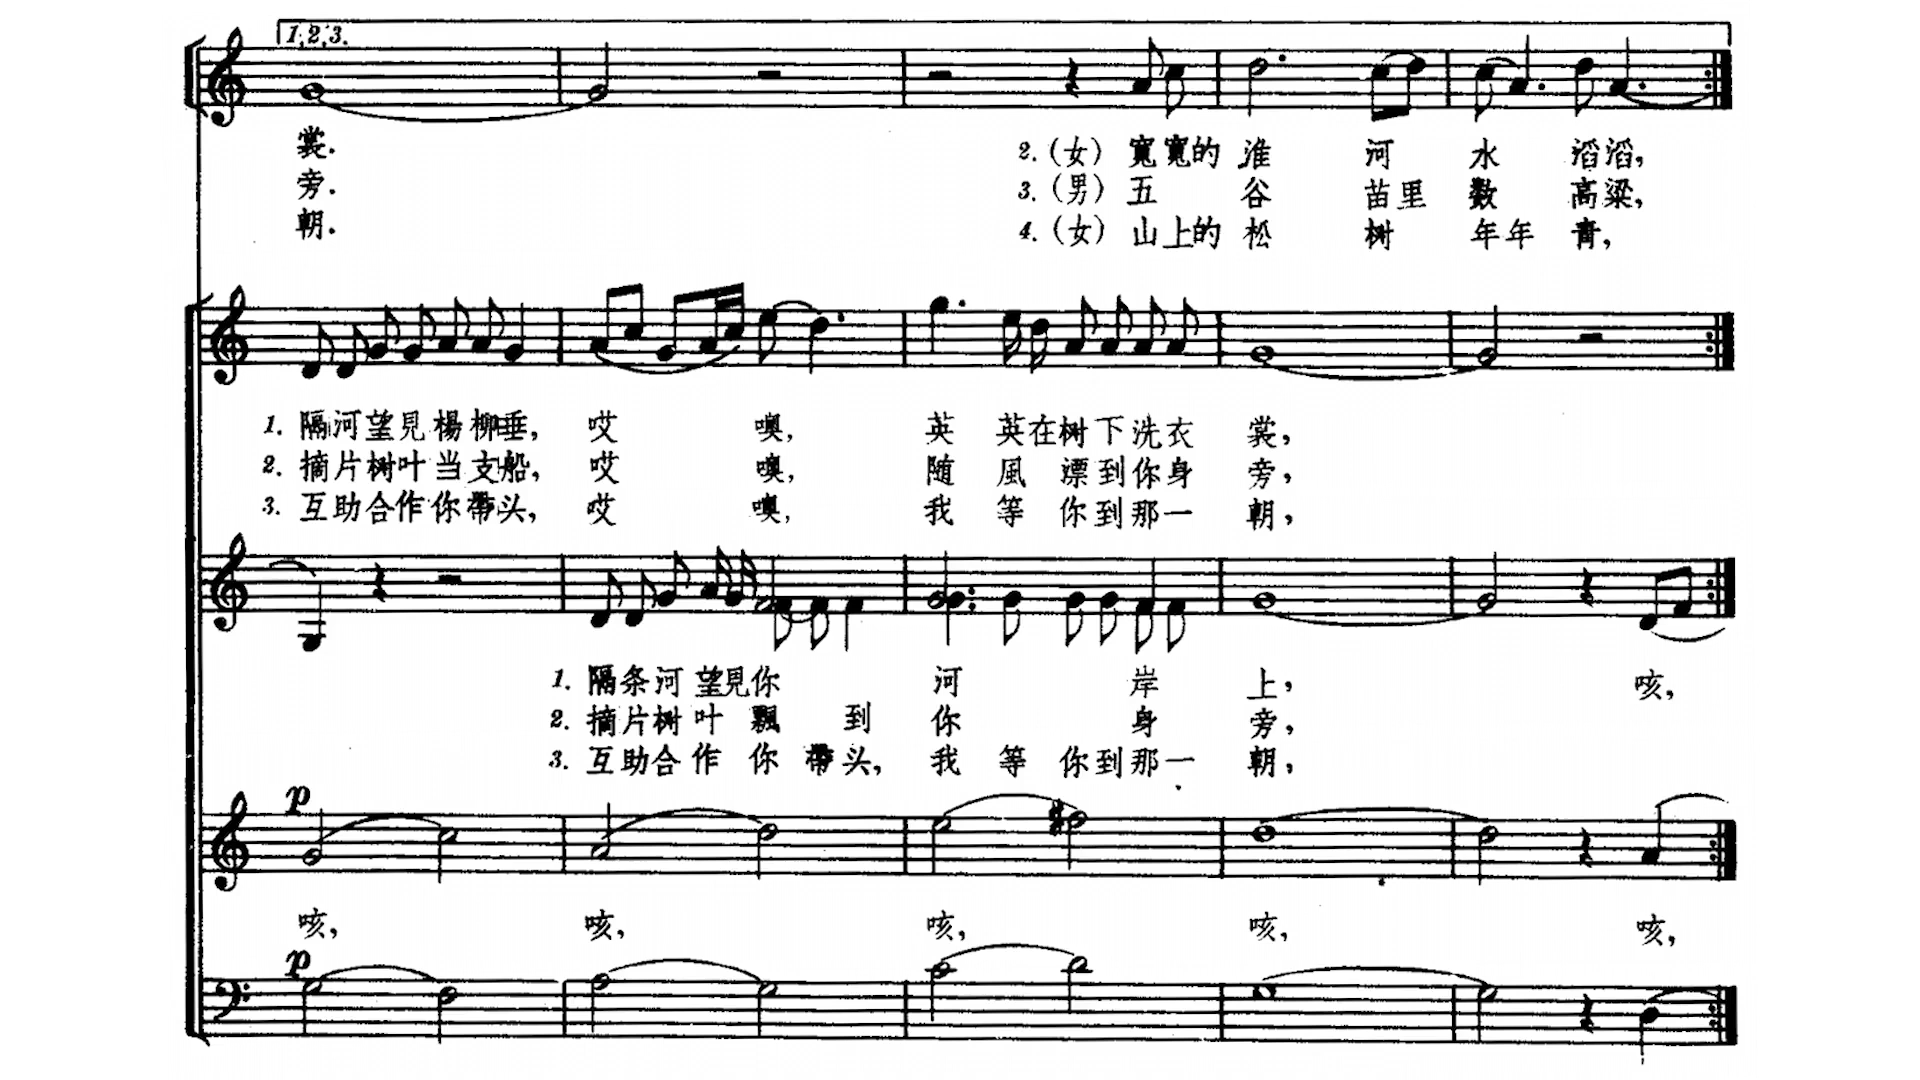 1,2,3.
裳.
旁.
朝.
2.(女) 寬寬的 淮 河 水 滔滔,
3.(男) 五 谷 苗里 数 高粱,
4.(女) 山上的 松 树 年年 青,
1. 隔河望見楊柳垂, 哎 噢, 英 英在树下洗衣 裳,
2. 摘片树叶当支船, 哎 噢, 随 風 漂到你身 旁,
3. 互助合作你帶头, 哎 噢, 我 等 你到那一 朝,
1. 隔条河望見你 河 岸 上, 咳,
2. 摘片树叶 飄 到 你 身 旁,
3. 互助合作 你 帶头, 我 等 你到那一 朝,
p
咳, 咳, 咳, 咳, 咳,
p